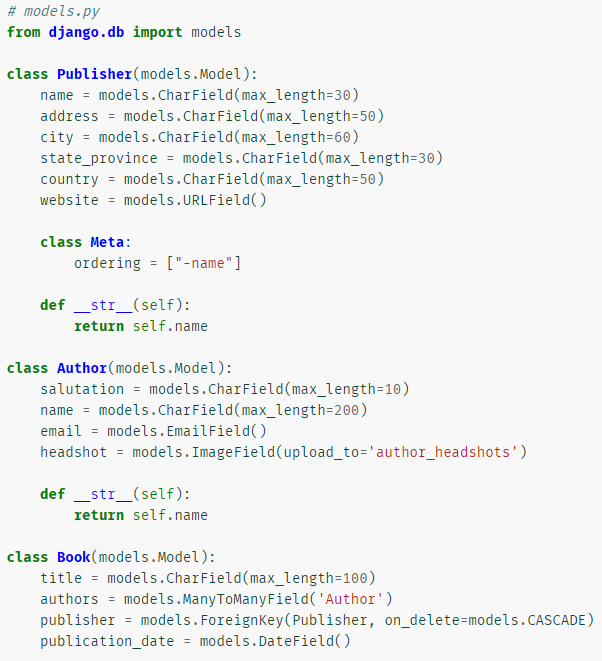 # models.py
from django.db import models

class Publisher(models.Model):
    name = models.CharField(max_length=30)
    address = models.CharField(max_length=50)
    city = models.CharField(max_length=60)
    state_province = models.CharField(max_length=30)
    country = models.CharField(max_length=50)
    website = models.URLField()

    class Meta:
        ordering = ["-name"]

    def __str__(self):
        return self.name

class Author(models.Model):
    salutation = models.CharField(max_length=10)
    name = models.CharField(max_length=200)
    email = models.EmailField()
    headshot = models.ImageField(upload_to='author_headshots')

    def __str__(self):
        return self.name

class Book(models.Model):
    title = models.CharField(max_length=100)
    authors = models.ManyToManyField('Author')
    publisher = models.ForeignKey(Publisher, on_delete=models.CASCADE)
    publication_date = models.DateField()